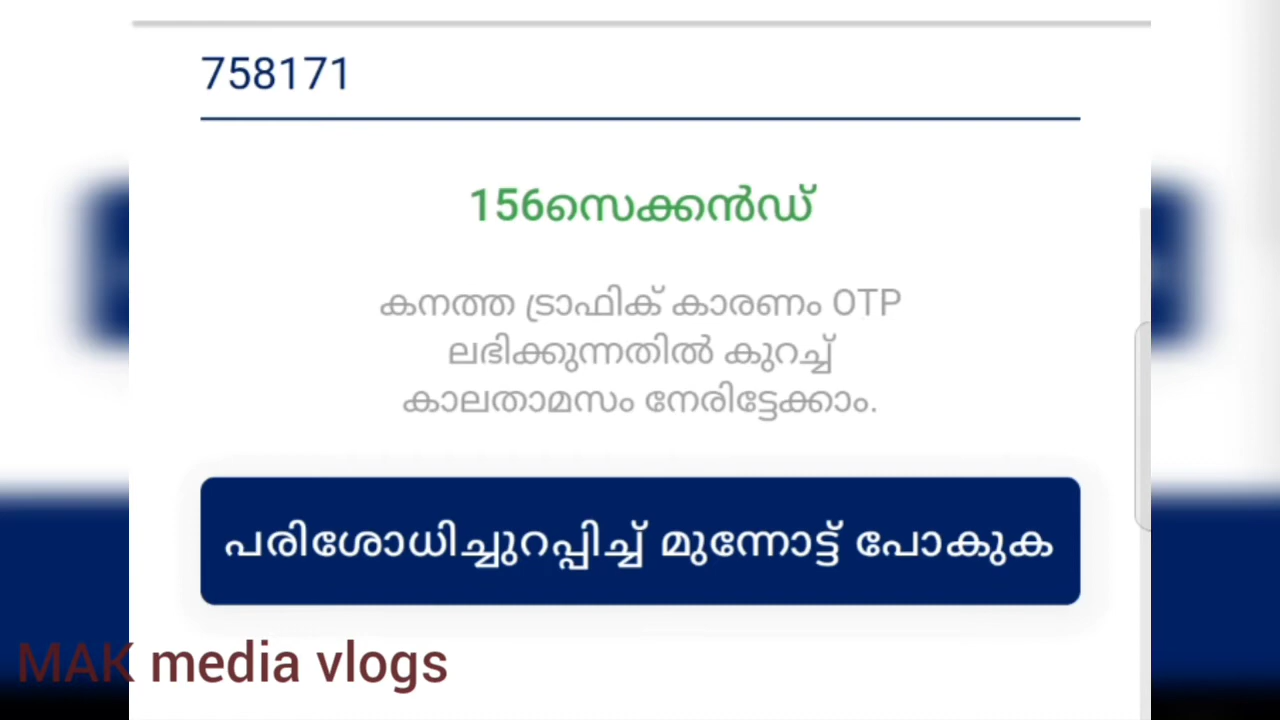 758171
156സെക്കൻഡ്
കനത്ത ട്രാഫിക് കാരണം OTP
ലഭിക്കുന്നതിൽ കുറച്ച്
കാലതാമസം നേരിട്ടേക്കാം.
പരിശോധിച്ചുറപ്പിച്ച് മുന്നോട്ട് പോകുക
MAK media vlogs